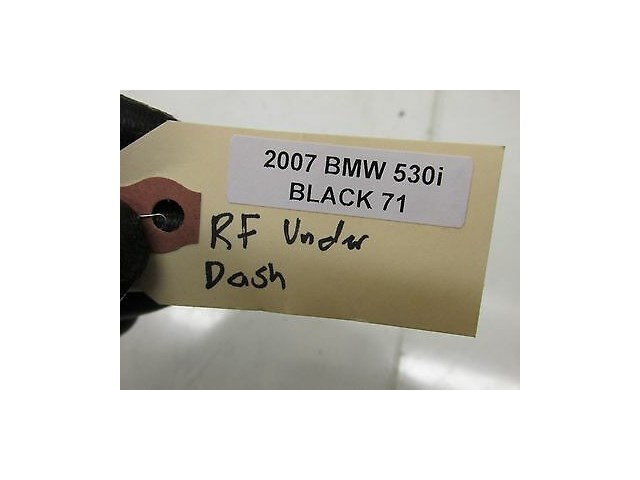 2007 BMW 530i
BLACK 71
RF Under
Dash